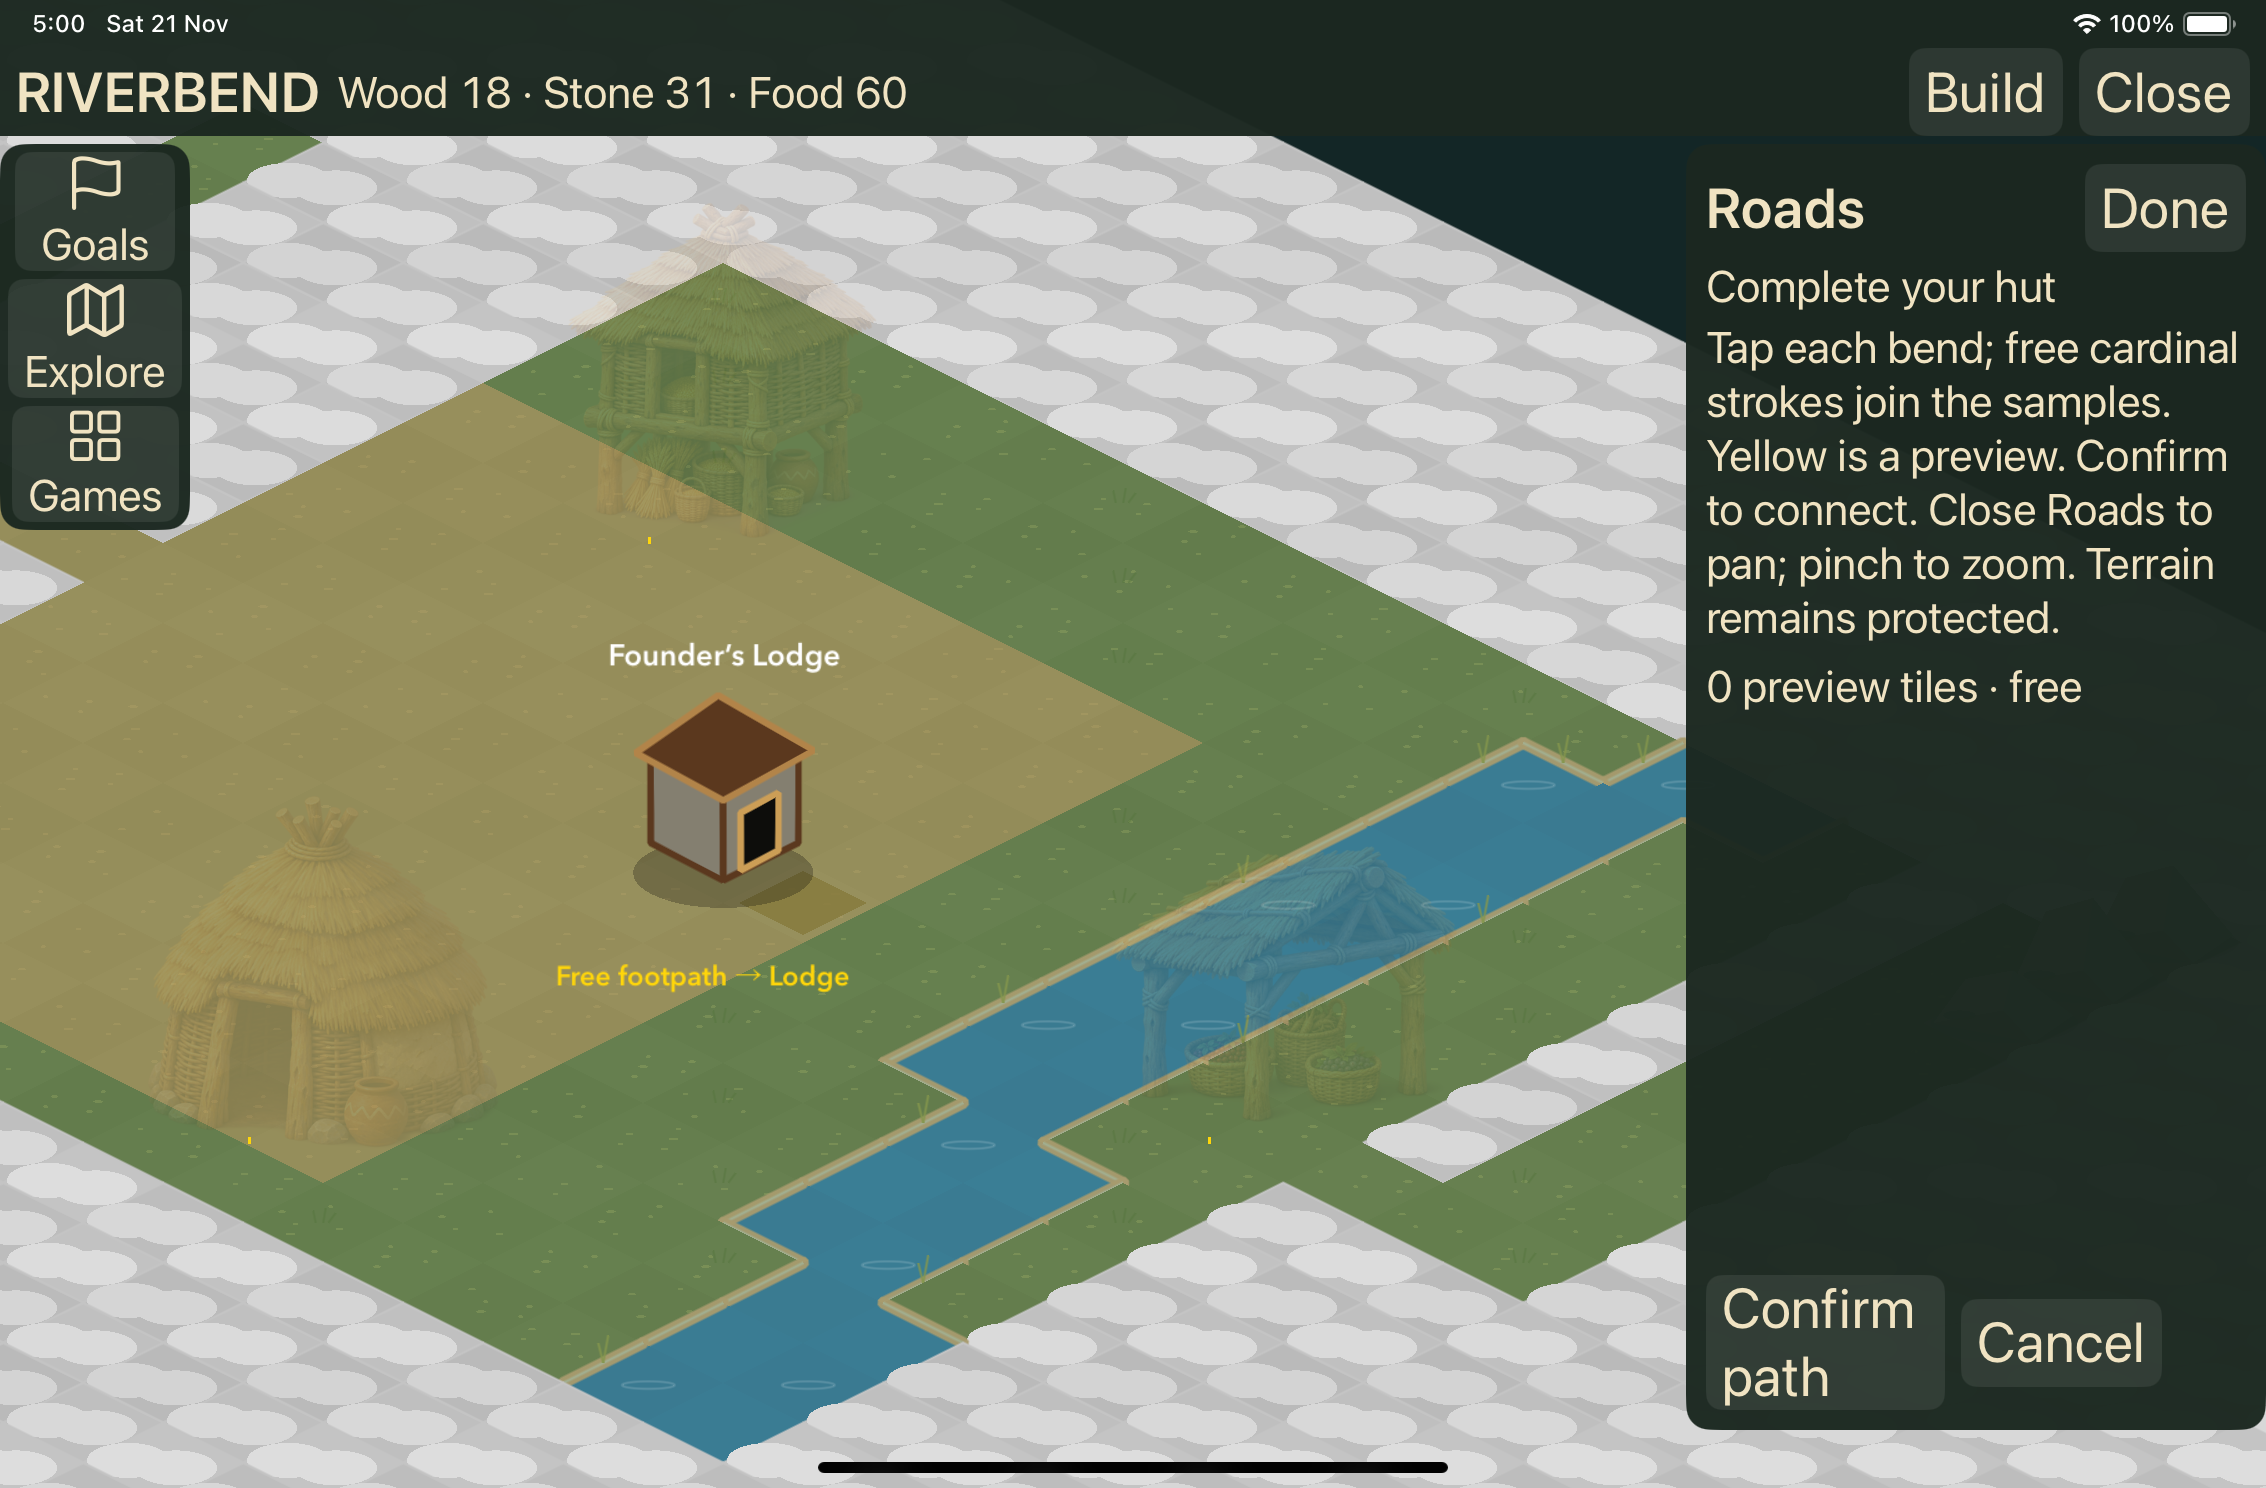 5:00 Sat 21 Nov
100%
RIVERBEND Wood 18 · Stone 31 · Food 60
Build
Close
Goals
Explore
Games
Founder's Lodge
Free footpath → Lodge
Roads
Done
Complete your hut
Tap each bend; free cardinal
strokes join the samples.
Yellow is a preview. Confirm
to connect. Close Roads to
pan; pinch to zoom. Terrain
remains protected.
0 preview tiles · free
Confirm
path
Cancel